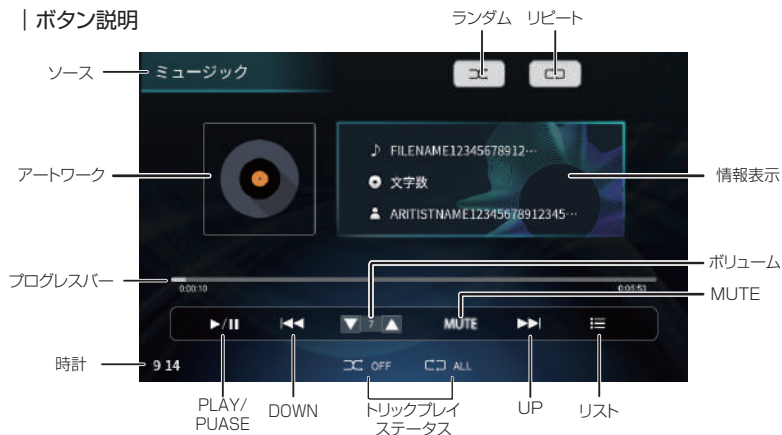 | ボタン説明
ランダム リピート
ソース
ミュージック
FILENAME12345678912…
アートワーク
文字数
情報表示
ARITISTNAME12345678912345…
ボリューム
プログレスバー
0:00:10
0:05:53
MUTE
7
MUTE
時計
9 14
OFF
ALL
PLAY/
PUASE
DOWN
トリックプレイ
ステータス
UP
リスト